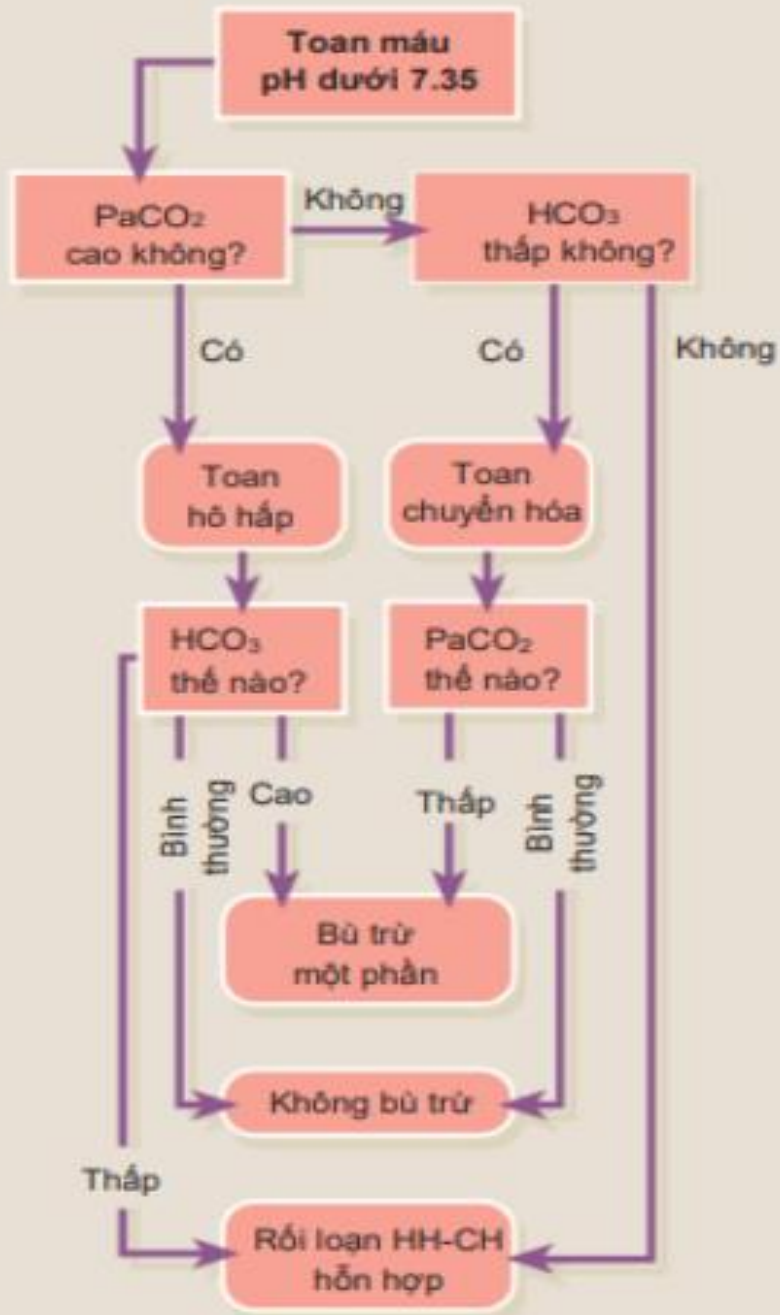 Toan máu
pH dưới 7.35
PaCO₂
cao không?
Không
HCO₃
thấp không?
Có
Có
Không
Toan
hô hấp
Toan
chuyển hóa
HCO₃
thế nào?
PaCO₂
thế nào?
Bình
thường
Cao
Thấp
Bình
thường
Bù trừ
một phần
Không bù trừ
Thấp
Rối loạn HH-CH
hỗn hợp